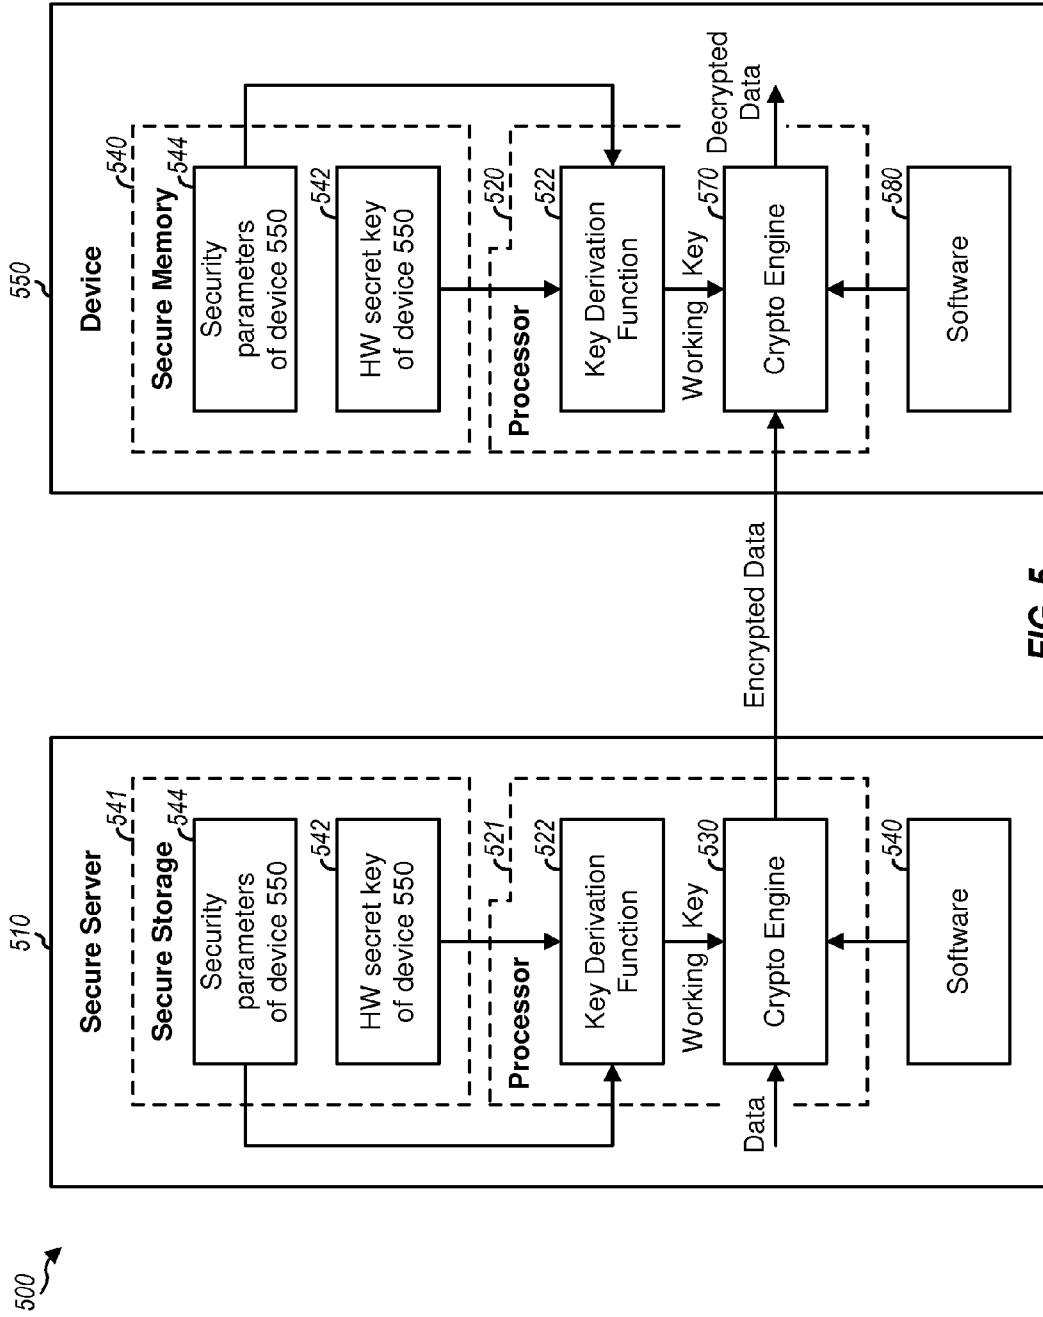 500
510
Secure Server
541
Secure Storage
544
Security
parameters
of device 550
542
HW secret key
of device 550
521
Processor
522
Key Derivation
Function
Working Key
530
Crypto Engine
Data
540
Software
Encrypted Data
550
Device
540
Secure Memory
544
Security
parameters
of device 550
542
HW secret key
of device 550
520
Processor
522
Key Derivation
Function
Working Key
570
Crypto Engine
Decrypted
Data
580
Software
FIG. 5